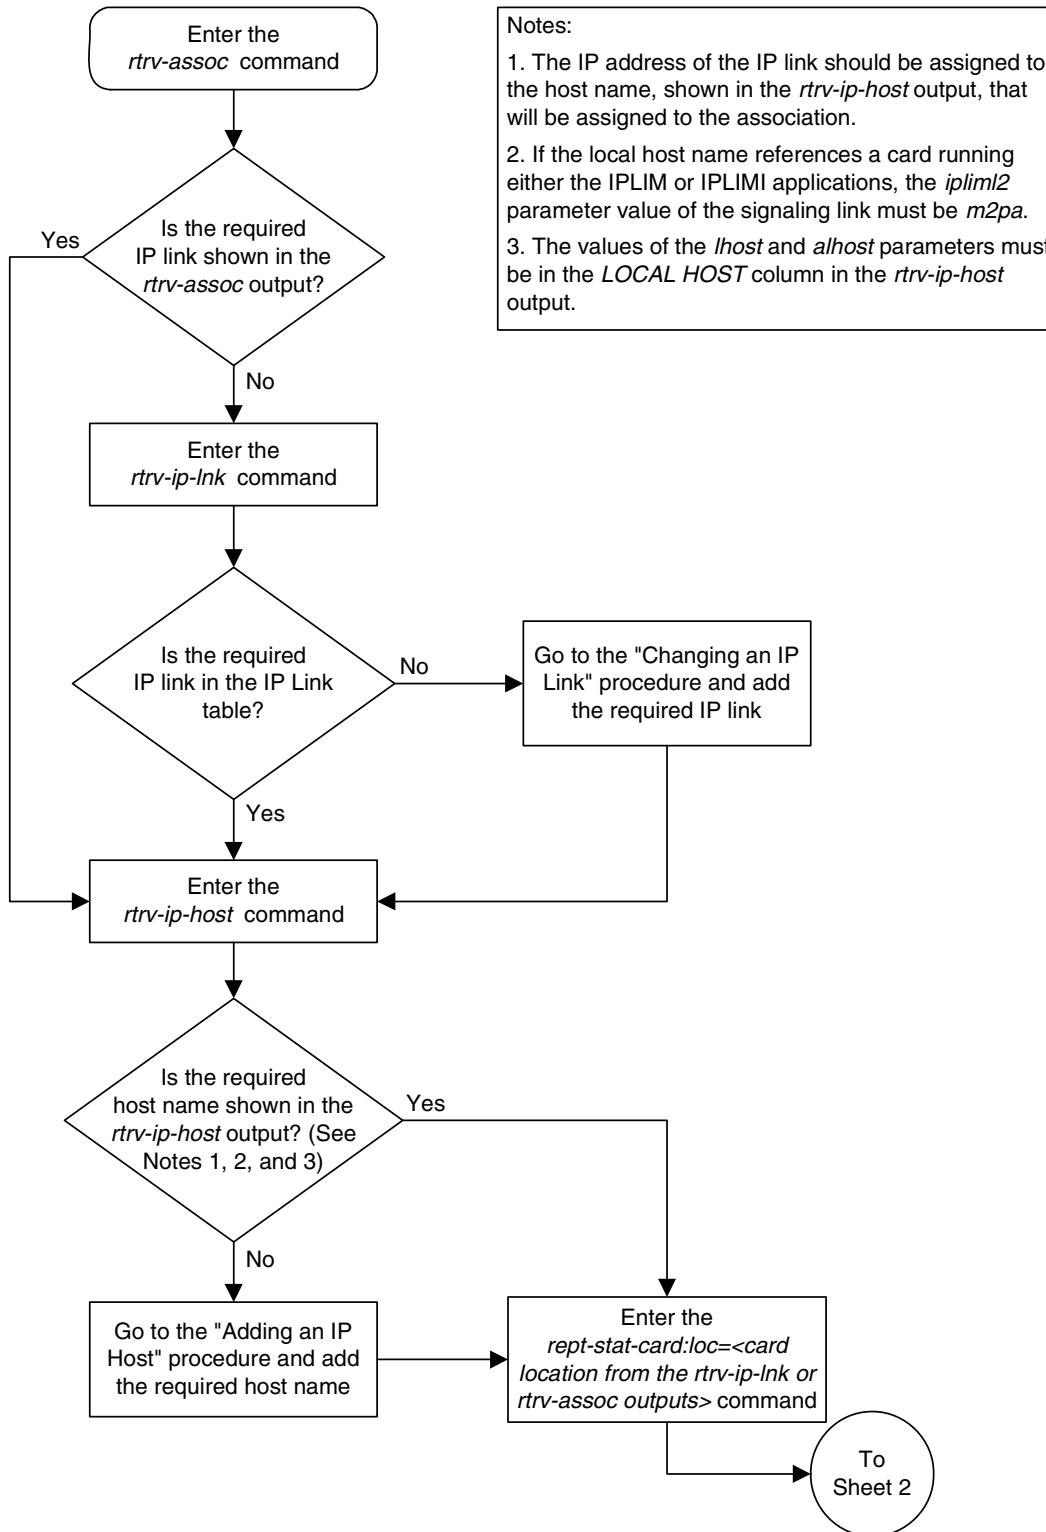 Enter the
rtrv-assoc command
Notes:
1. The IP address of the IP link should be assigned to
the host name, shown in the rtrv-ip-host output, that
will be assigned to the association.
2. If the local host name references a card running
either the IPLIM or IPLIMI applications, the ipliml2
parameter value of the signaling link must be m2pa.
3. The values of the lhost and alhost parameters must
be in the LOCAL HOST column in the rtrv-ip-host
output.
Is the required
IP link shown in the
rtrv-assoc output?
Yes
No
Enter the
rtrv-ip-lnk command
Is the required
IP link in the IP Link
table?
No
Go to the "Changing an IP
Link" procedure and add
the required IP link
Yes
Enter the
rtrv-ip-host command
Is the required
host name shown in the
rtrv-ip-host output? (See
Notes 1, 2, and 3)
Yes
No
Go to the "Adding an IP
Host" procedure and add
the required host name
Enter the
rept-stat-card:loc=<card
location from the rtrv-ip-lnk or
rtrv-assoc outputs> command
To
Sheet 2